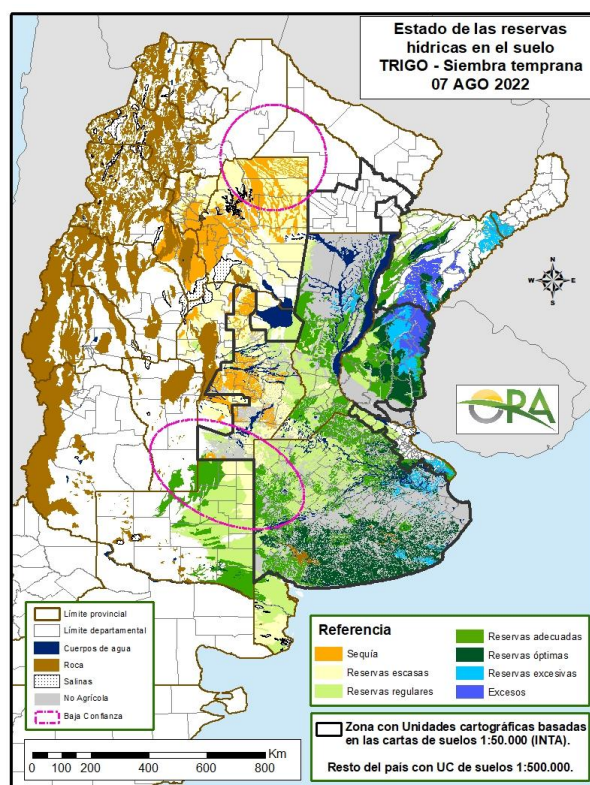 Estado de las reservas
hídricas en el suelo
TRIGO - Siembra temprana
07 AGO 2022
N
W
E
S
ORA
Límite provincial
Límite departamental
Cuerpos de agua
Roca
Salinas
No Agrícola
Baja Confianza
Referencia
Sequía
Reservas escasas
Reservas regulares
Reservas adecuadas
Reservas óptimas
Reservas excesivas
Excesos
Zona con Unidades cartográficas basadas
en las cartas de suelos 1:50.000 (INTA).
Resto del país con UC de suelos 1:500.000.
Km
0 100 200 400 600 800